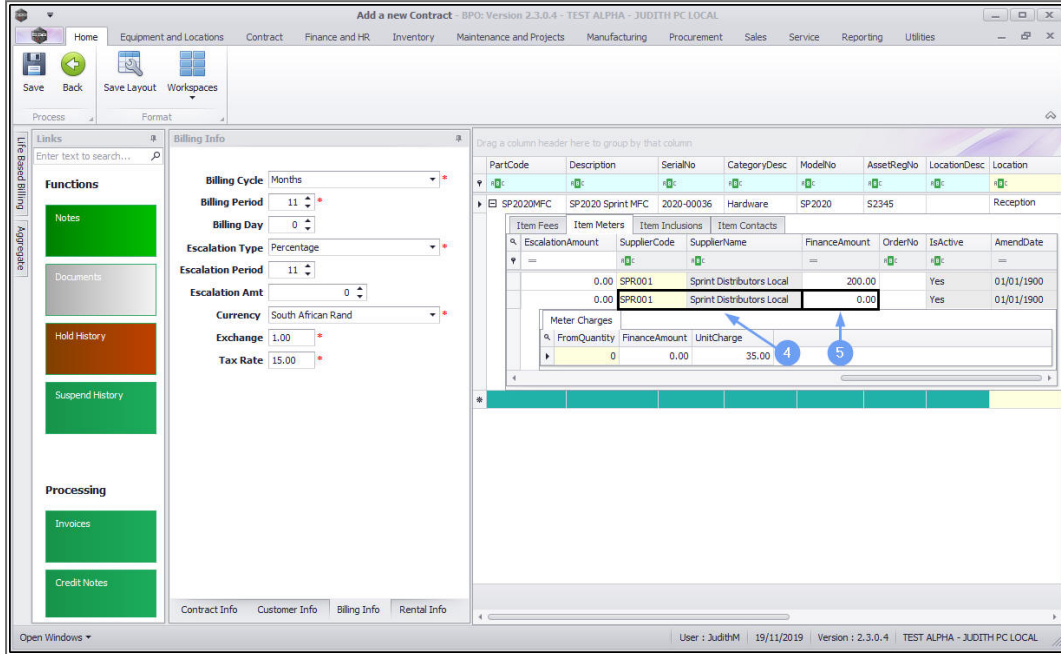 Add a new Contract - BPO: Version 2.3.0.4 - TEST ALPHA - JUDITH PC LOCAL
Home Equipment and Locations Contract Finance and HR Inventory Maintenance and Projects Manufacturing Procurement Sales Service Reporting Utilities
Save Back Save Layout Workspaces
Process Format
Life Based Billing
Aggregate
Links
Enter text to search...
Functions
Notes
Documents
Hold History
Suspend History
Processing
Invoices
Credit Notes
Billing Info
Billing Cycle Months *
Billing Period 11 *
Billing Day 0
Escalation Type Percentage *
Escalation Period 11
Escalation Amt 0
Currency South African Rand *
Exchange 1.00 *
Tax Rate 15.00 *
Contract Info Customer Info Billing Info Rental Info
Drag a column header here to group by that column
PartCode Description SerialNo CategoryDesc ModelNo AssetRegNo LocationDesc Location
SP2020MFC SP2020 Sprint MFC 2020-00036 Hardware SP2020 S2345 Reception
Item Fees Item Meters Item Inclusions Item Contacts
EscalationAmount SupplierCode SupplierName FinanceAmount OrderNo IsActive AmendDate
= = =
0.00 SPR001 Sprint Distributors Local 200.00 Yes 01/01/1900
0.00 SPR001 Sprint Distributors Local 0.00 Yes 01/01/1900
Meter Charges
FromQuantity FinanceAmount UnitCharge
0 0.00 35.00
4 5
Open Windows User : JudithM 19/11/2019 Version : 2.3.0.4 TEST ALPHA - JUDITH PC LOCAL